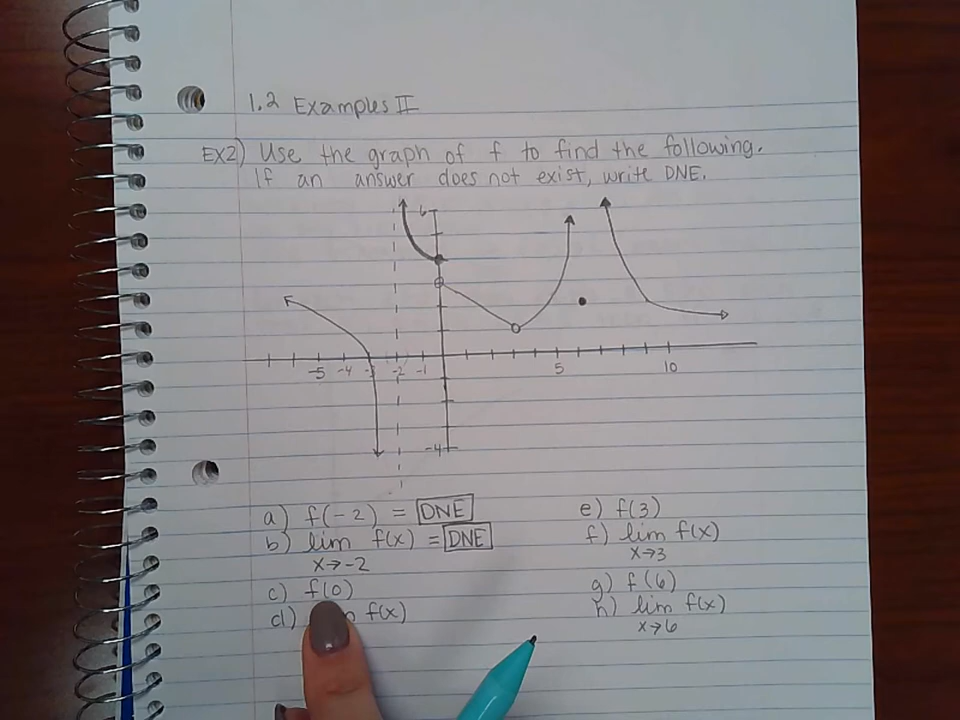 1.2 Examples II
Ex2) Use the graph of f to find the following.
If an answer does not exist, write DNE.
6
-5 -4 -3 -2 -1 5 10
-4
a) f(-2) = DNE
b) lim f(x) = DNE
x→-2
c) f(0)
d) f(x)
e) f(3)
f) lim f(x)
x→3
g) f(6)
h) lim f(x)
x→6